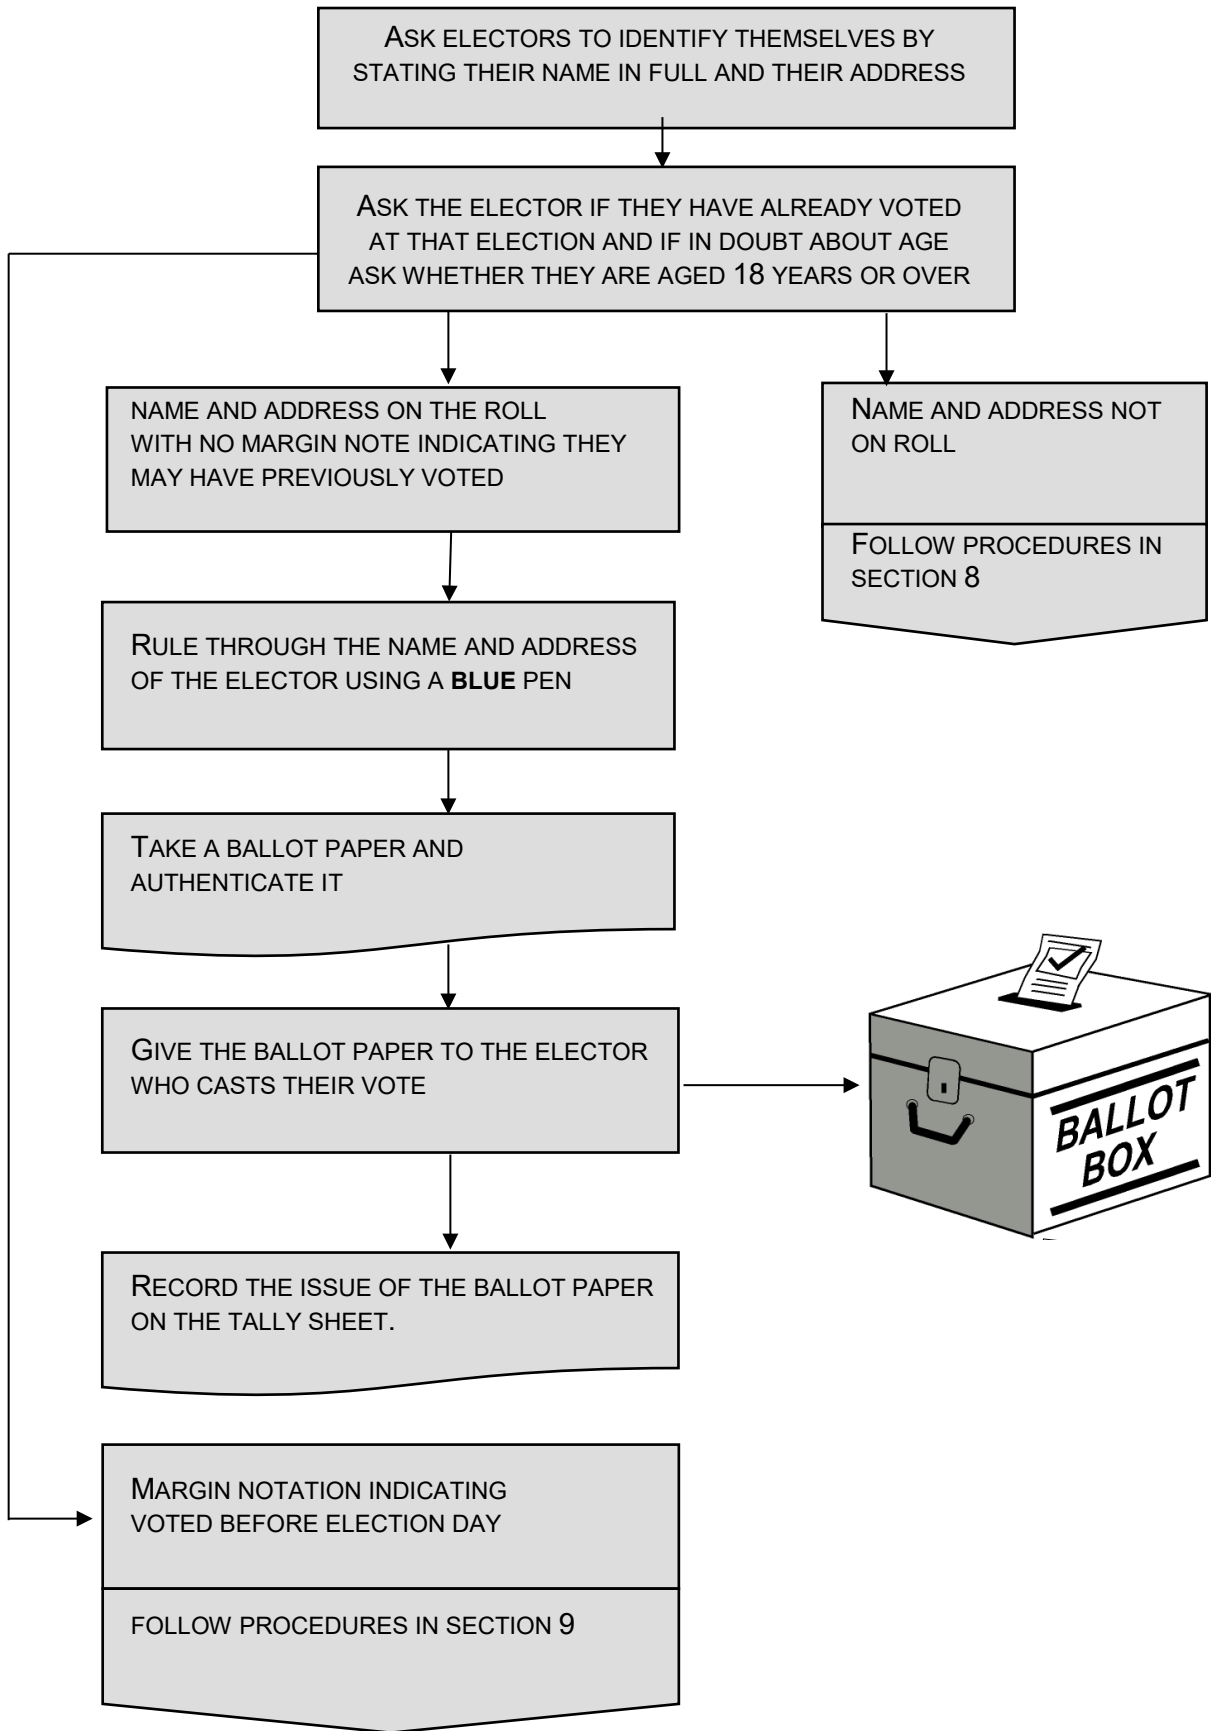 ASK ELECTORS TO IDENTIFY THEMSELVES BY
STATING THEIR NAME IN FULL AND THEIR ADDRESS
ASK THE ELECTOR IF THEY HAVE ALREADY VOTED
AT THAT ELECTION AND IF IN DOUBT ABOUT AGE
ASK WHETHER THEY ARE AGED 18 YEARS OR OVER
NAME AND ADDRESS ON THE ROLL
WITH NO MARGIN NOTE INDICATING THEY
MAY HAVE PREVIOUSLY VOTED
NAME AND ADDRESS NOT
ON ROLL
FOLLOW PROCEDURES IN
SECTION 8
RULE THROUGH THE NAME AND ADDRESS
OF THE ELECTOR USING A BLUE PEN
TAKE A BALLOT PAPER AND
AUTHENTICATE IT
GIVE THE BALLOT PAPER TO THE ELECTOR
WHO CASTS THEIR VOTE
BALLOT
BOX
RECORD THE ISSUE OF THE BALLOT PAPER
ON THE TALLY SHEET.
MARGIN NOTATION INDICATING
VOTED BEFORE ELECTION DAY
FOLLOW PROCEDURES IN SECTION 9